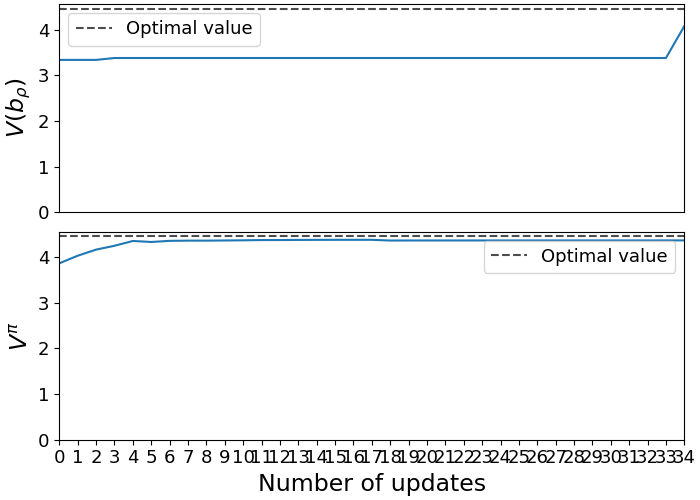 4
3
2
1
0
V(bρ)
Optimal value
4
3
2
1
0
Vπ
Optimal value
0 1 2 3 4 5 6 7 8 9 10 11 12 13 14 15 16 17 18 19 20 21 22 23 24 25 26 27 28 29 30 31 32 33 34
Number of updates